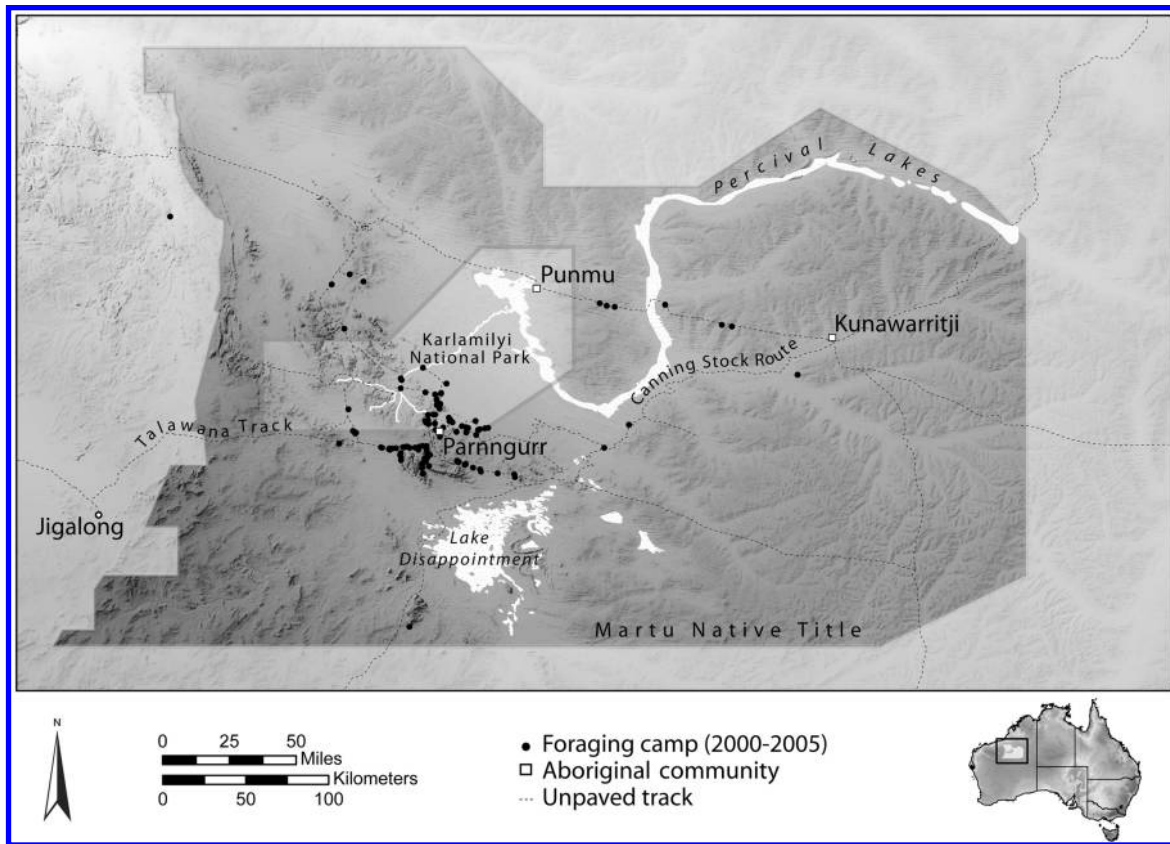 Percival Lakes
Punmu
Karlamilyi
National Park
Kunawarritji
Canning Stock Route
Talawana Track
Parnngurr
Jigalong
Lake
Disappointment
Martu Native Title
N
0 25 50
Miles
Kilometers
0 50 100
Foraging camp (2000-2005)
Aboriginal community
Unpaved track